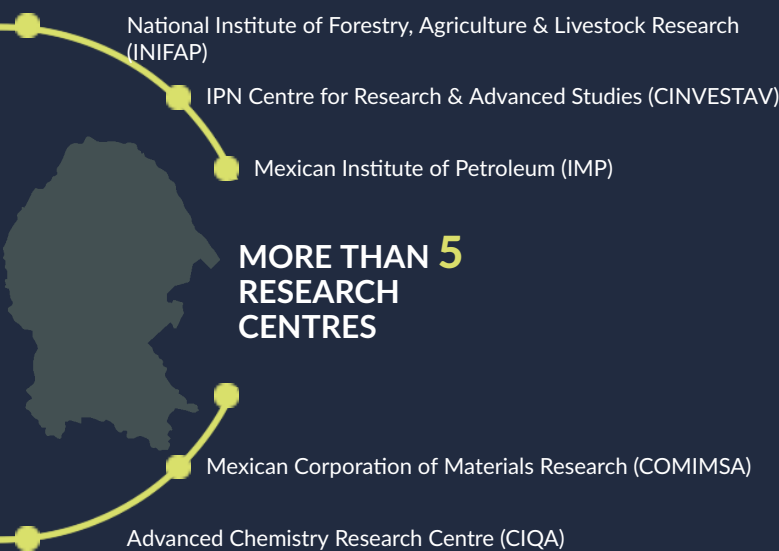 National Institute of Forestry, Agriculture & Livestock Research
(INIFAP)
IPN Centre for Research & Advanced Studies (CINVESTAV)
Mexican Institute of Petroleum (IMP)
MORE THAN 5
RESEARCH
CENTRES
Mexican Corporation of Materials Research (COMIMSA)
Advanced Chemistry Research Centre (CIQA)